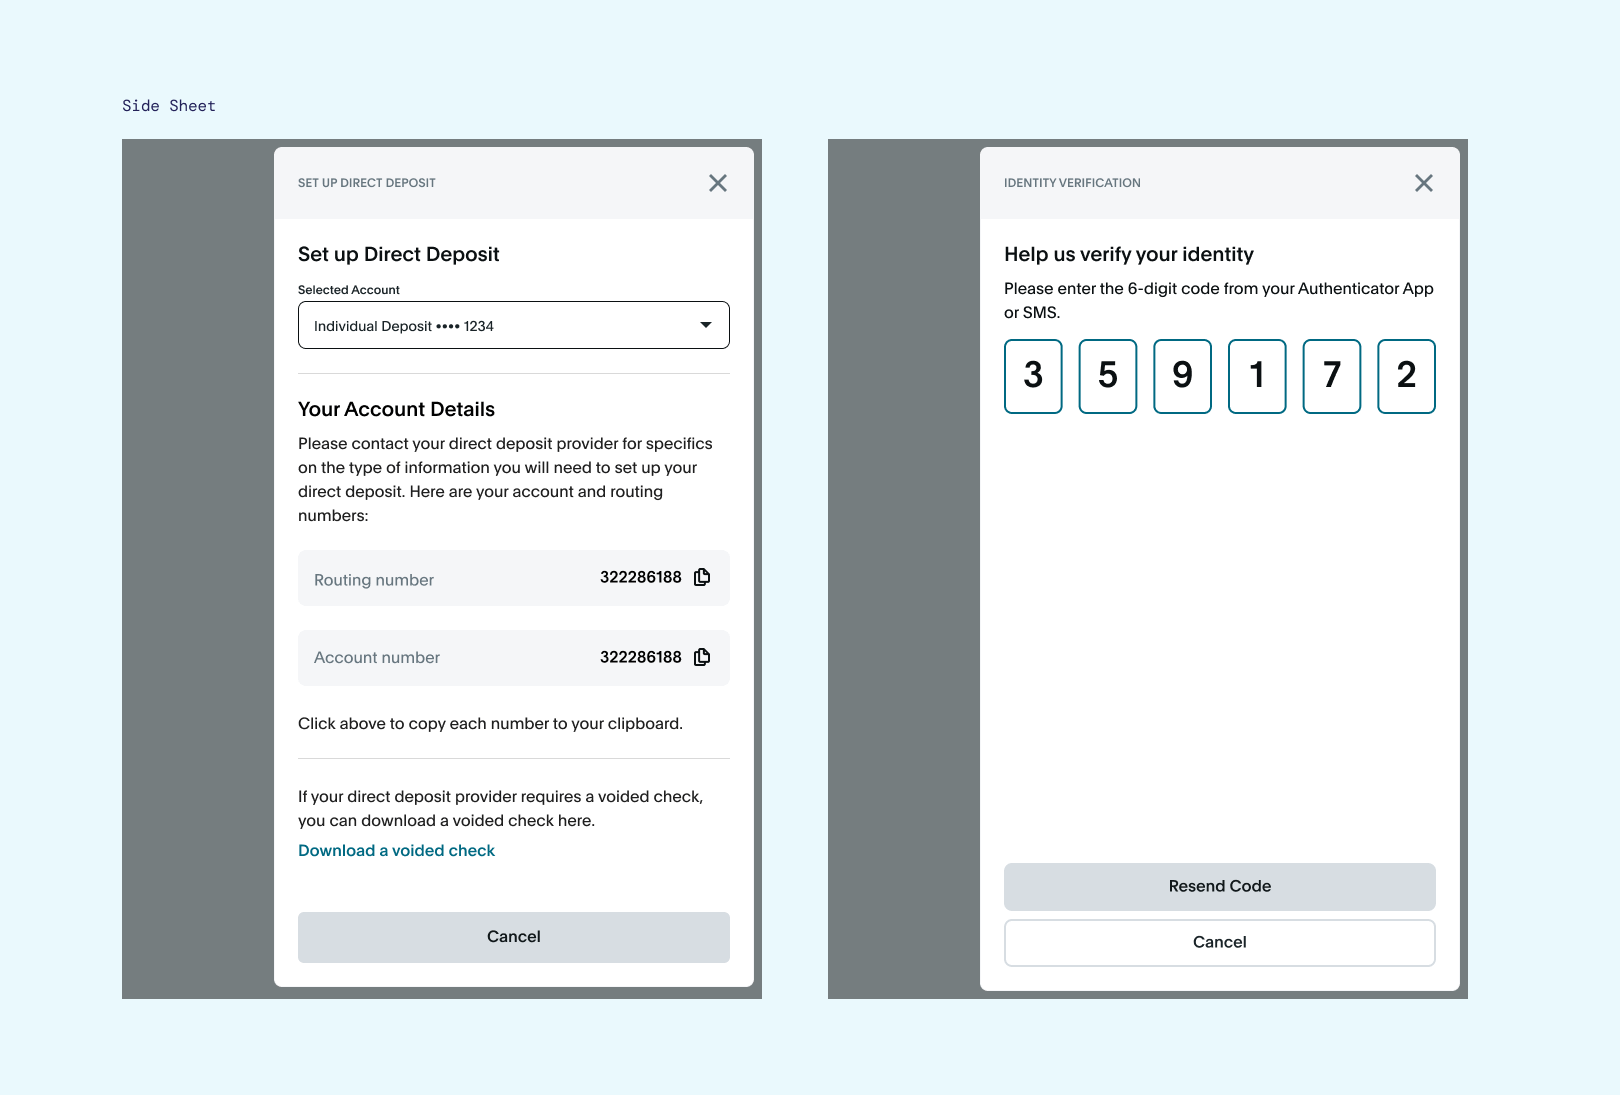 Side Sheet
SET UP DIRECT DEPOSIT
Set up Direct Deposit
Selected Account
Individual Deposit •••• 1234
Your Account Details
Please contact your direct deposit provider for specifics
on the type of information you will need to set up your
direct deposit. Here are your account and routing
numbers:
Routing number 322286188
Account number 322286188
Click above to copy each number to your clipboard.
If your direct deposit provider requires a voided check,
you can download a voided check here.
Download a voided check
Cancel
IDENTITY VERIFICATION
Help us verify your identity
Please enter the 6-digit code from your Authenticator App
or SMS.
3 5 9 1 7 2
Resend Code
Cancel